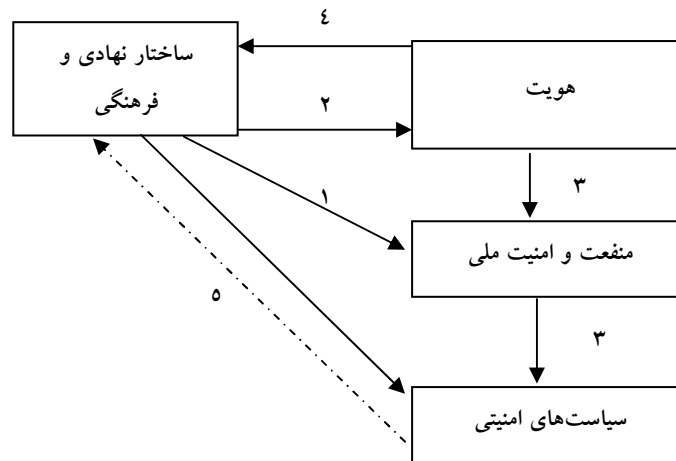 ٤
ساختار نهادی و
فرهنگی
هویت
٢
٣
١
منفعت و امنیت ملی
٥
٣
سیاست‌های امنیتی